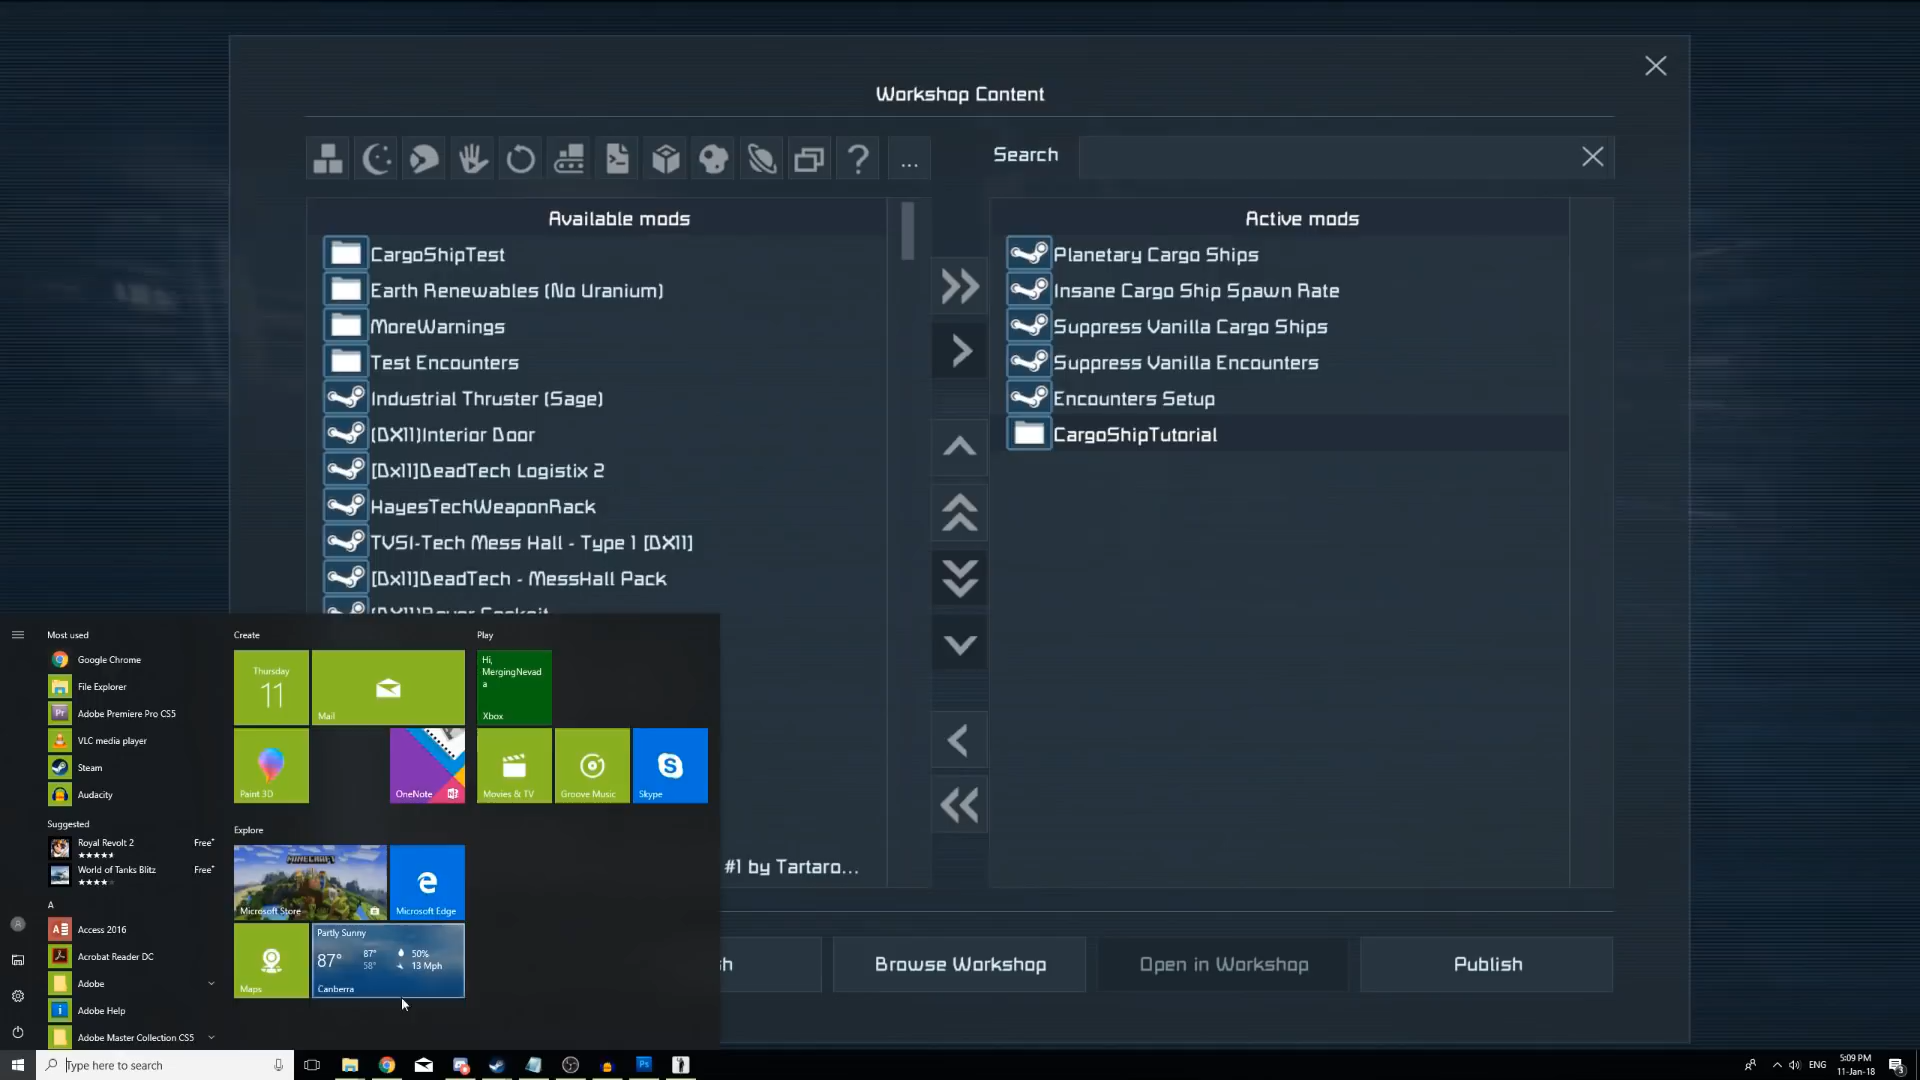 Workshop Content
...
Search
Available mods
CargoShipTest
Earth Renewables (No Uranium)
MoreWarnings
Test Encounters
Industrial Thruster (Sage)
(DX11)Interior Door
[Dx11]DeadTech Logistix 2
HayesTechWeaponRack
TVSI-Tech Mess Hall - Type 1 [DX11]
[Dx11]DeadTech - MessHall Pack
#1 by Tartaro...
Active mods
Planetary Cargo Ships
Insane Cargo Ship Spawn Rate
Suppress Vanilla Cargo Ships
Suppress Vanilla Encounters
Encounters Setup
CargoShipTutorial
Browse Workshop
Open in Workshop
Publish
Most used
Google Chrome
File Explorer
Adobe Premiere Pro CS5
VLC media player
Steam
Audacity
Suggested
Royal Revolt 2 Free*
World of Tanks Blitz Free*
A
Access 2016
Acrobat Reader DC
Adobe
Adobe Help
Adobe Master Collection CS5
Create
Thursday
11
Mail
Paint 3D
OneNote
Play
Hi,
MergingNevad
a
Xbox
Movies & TV
Groove Music
Skype
Explore
MINECRAFT
Microsoft Store
Microsoft Edge
Maps
Partly Sunny
87° 87° 50%
58° 13 Mph
Canberra
Type here to search
ENG
5:09 PM
11-Jan-18